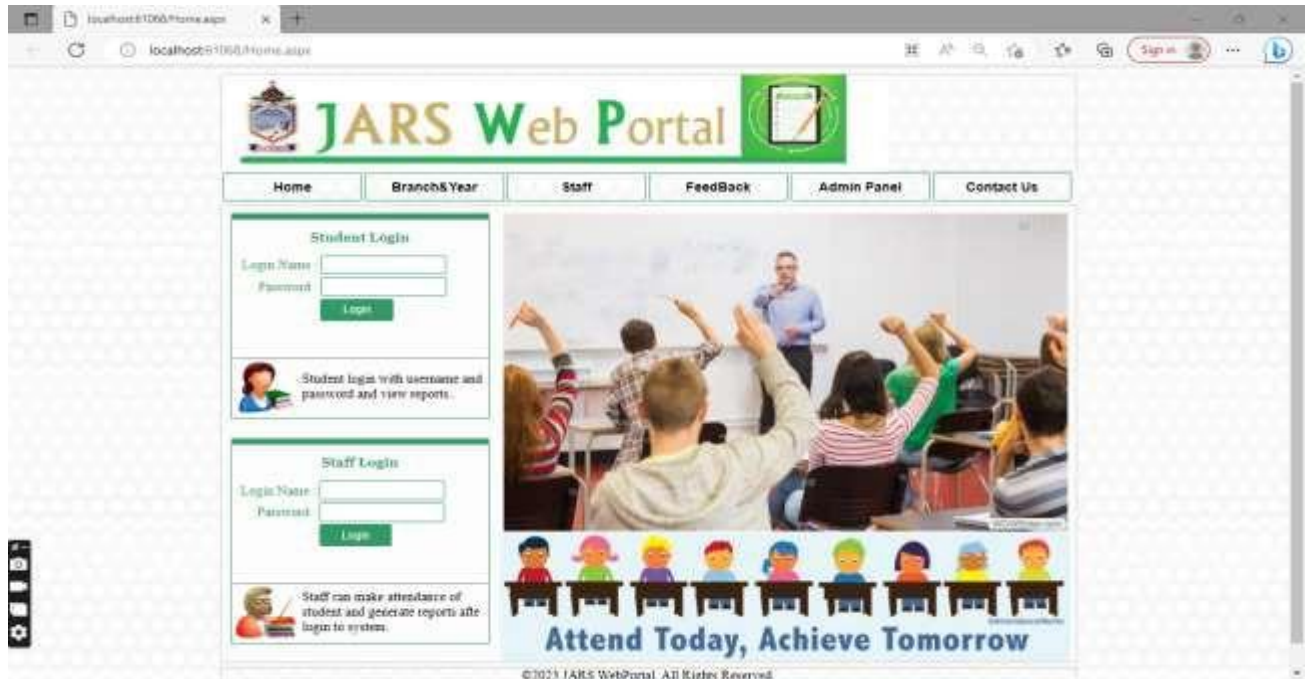 localhost:61068/Home.aspx
localhost:61068/Home.aspx
Sign in
JARS Web Portal
Home
Branch&Year
Staff
FeedBack
Admin Panel
Contact Us
Student Login
Login Name
Password
Login
Student login with username and
password and view reports.
Staff Login
Login Name
Password
Login
Staff can make attendance of
student and generate reports afte
login to system.
Attend Today, Achieve Tomorrow
©2023 JARS WebPortal. All Rights Reserved.